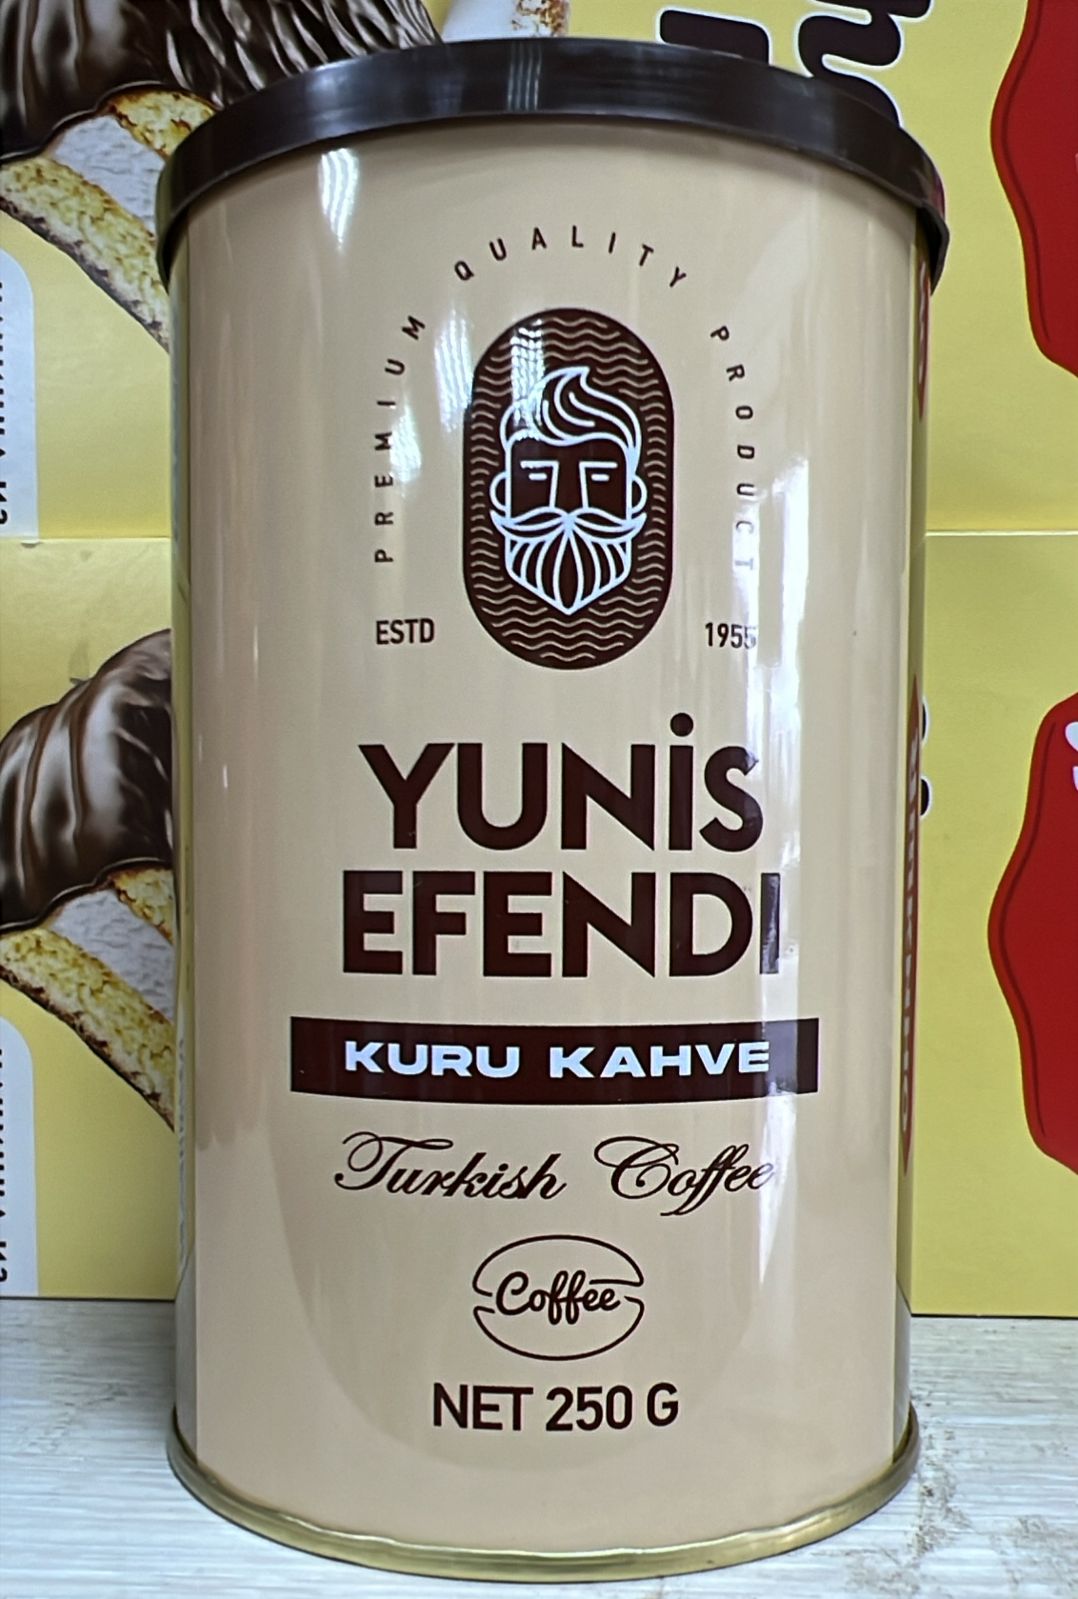 PREMIUM QUALITY PRODUCT
ESTD 1955
YUNİS
EFENDI
KURU KAHVE
Turkish Coffee
Coffee
NET 250 G